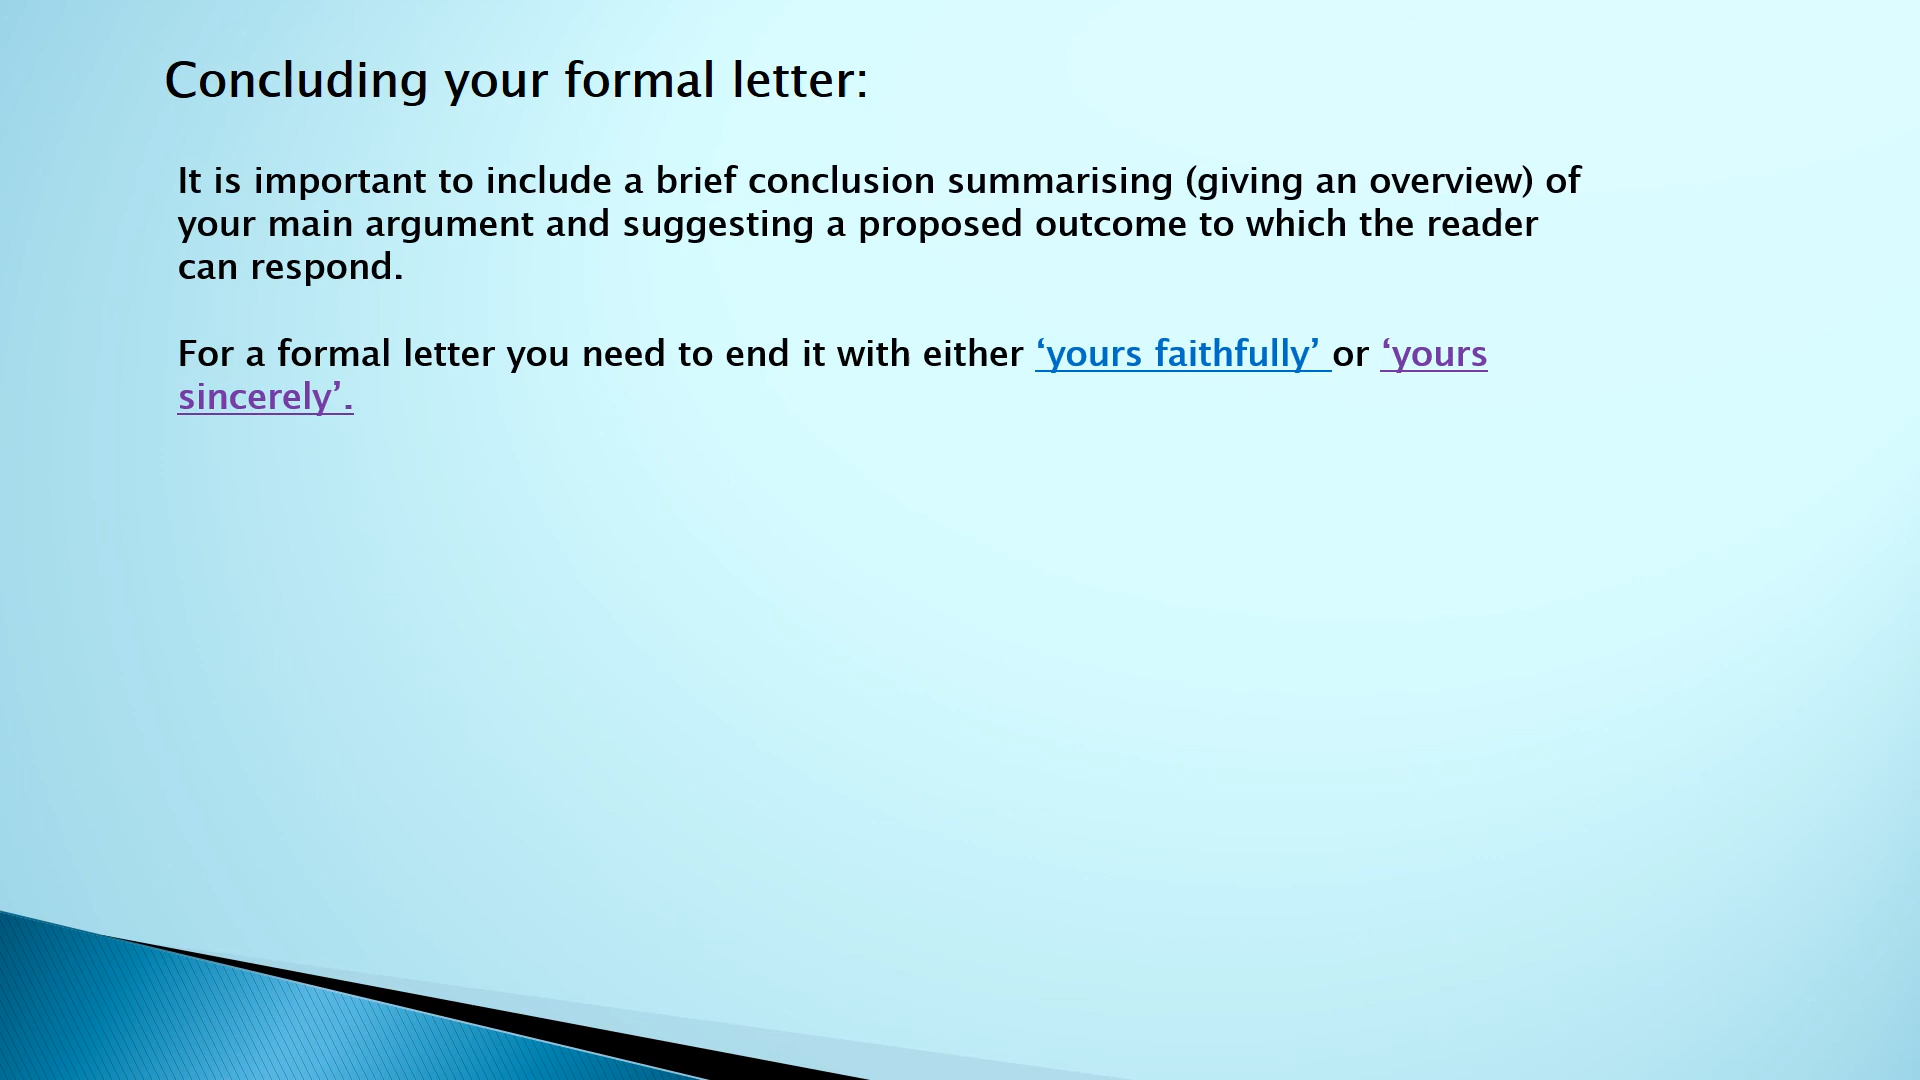 Concluding your formal letter:
It is important to include a brief conclusion summarising (giving an overview) of
your main argument and suggesting a proposed outcome to which the reader
can respond.
For a formal letter you need to end it with either ‘yours faithfully’ or ‘yours
sincerely’.